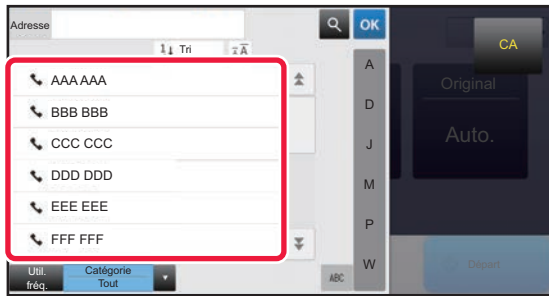 Adresse
OK
CA
1↓ Tri
A
AAA AAA
Original
BBB BBB
D
CCC CCC
J
Auto.
DDD DDD
M
EEE EEE
P
FFF FFF
W
Départ
Util.
fréq.
Catégorie
Tout
ABC